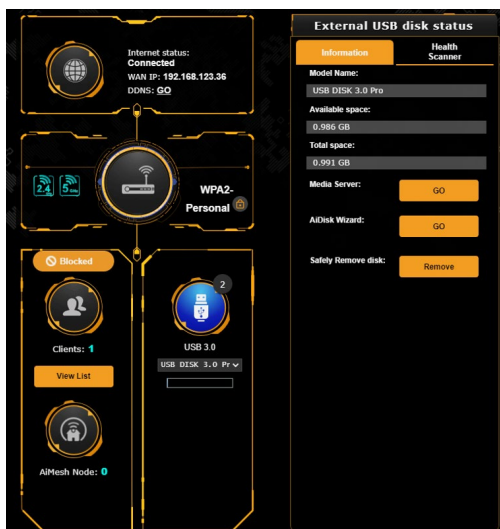 Internet status:
Connected
WAN IP: 192.168.123.36
DDNS: GO
2.4
5
WPA2-
Personal
Blocked
Clients: 1
View List
AiMesh Node: 0
2
USB 3.0
USB DISK 3.0 Pr
External USB disk status
Information
Health
Scanner
Model Name:
USB DISK 3.0 Pro
Available space:
0.986 GB
Total space:
0.991 GB
Media Server:
GO
AiDisk Wizard:
GO
Safely Remove disk:
Remove